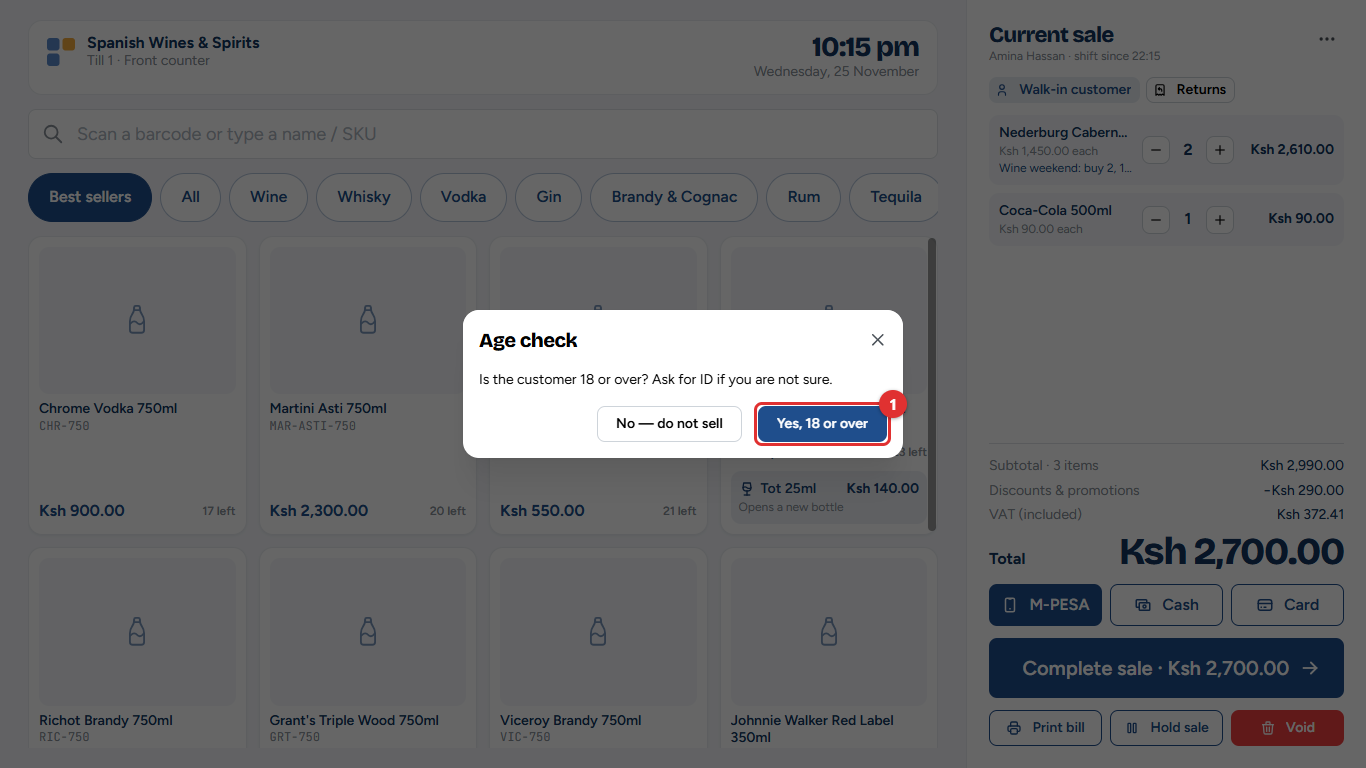 Spanish Wines & Spirits
Till 1 · Front counter
10:15 pm
Wednesday, 25 November
Scan a barcode or type a name / SKU
Best sellers
All
Wine
Whisky
Vodka
Gin
Brandy & Cognac
Rum
Tequila
Chrome Vodka 750ml
CHR-750
Ksh 900.00
17 left
Martini Asti 750ml
MAR-ASTI-750
Ksh 2,300.00
20 left
Ksh 550.00
21 left
left
Tot 25ml
Ksh 140.00
Opens a new bottle
Richot Brandy 750ml
RIC-750
Grant's Triple Wood 750ml
GRT-750
Viceroy Brandy 750ml
VIC-750
Johnnie Walker Red Label
350ml
Age check
Is the customer 18 or over? Ask for ID if you are not sure.
No — do not sell
Yes, 18 or over
1
Current sale
Amina Hassan · shift since 22:15
Walk-in customer
Returns
Nederburg Cabern...
Ksh 1,450.00 each
Wine weekend: buy 2, 1...
2
Ksh 2,610.00
Coca-Cola 500ml
Ksh 90.00 each
1
Ksh 90.00
Subtotal · 3 items
Ksh 2,990.00
Discounts & promotions
−Ksh 290.00
VAT (included)
Ksh 372.41
Total
Ksh 2,700.00
M-PESA
Cash
Card
Complete sale · Ksh 2,700.00
Print bill
Hold sale
Void